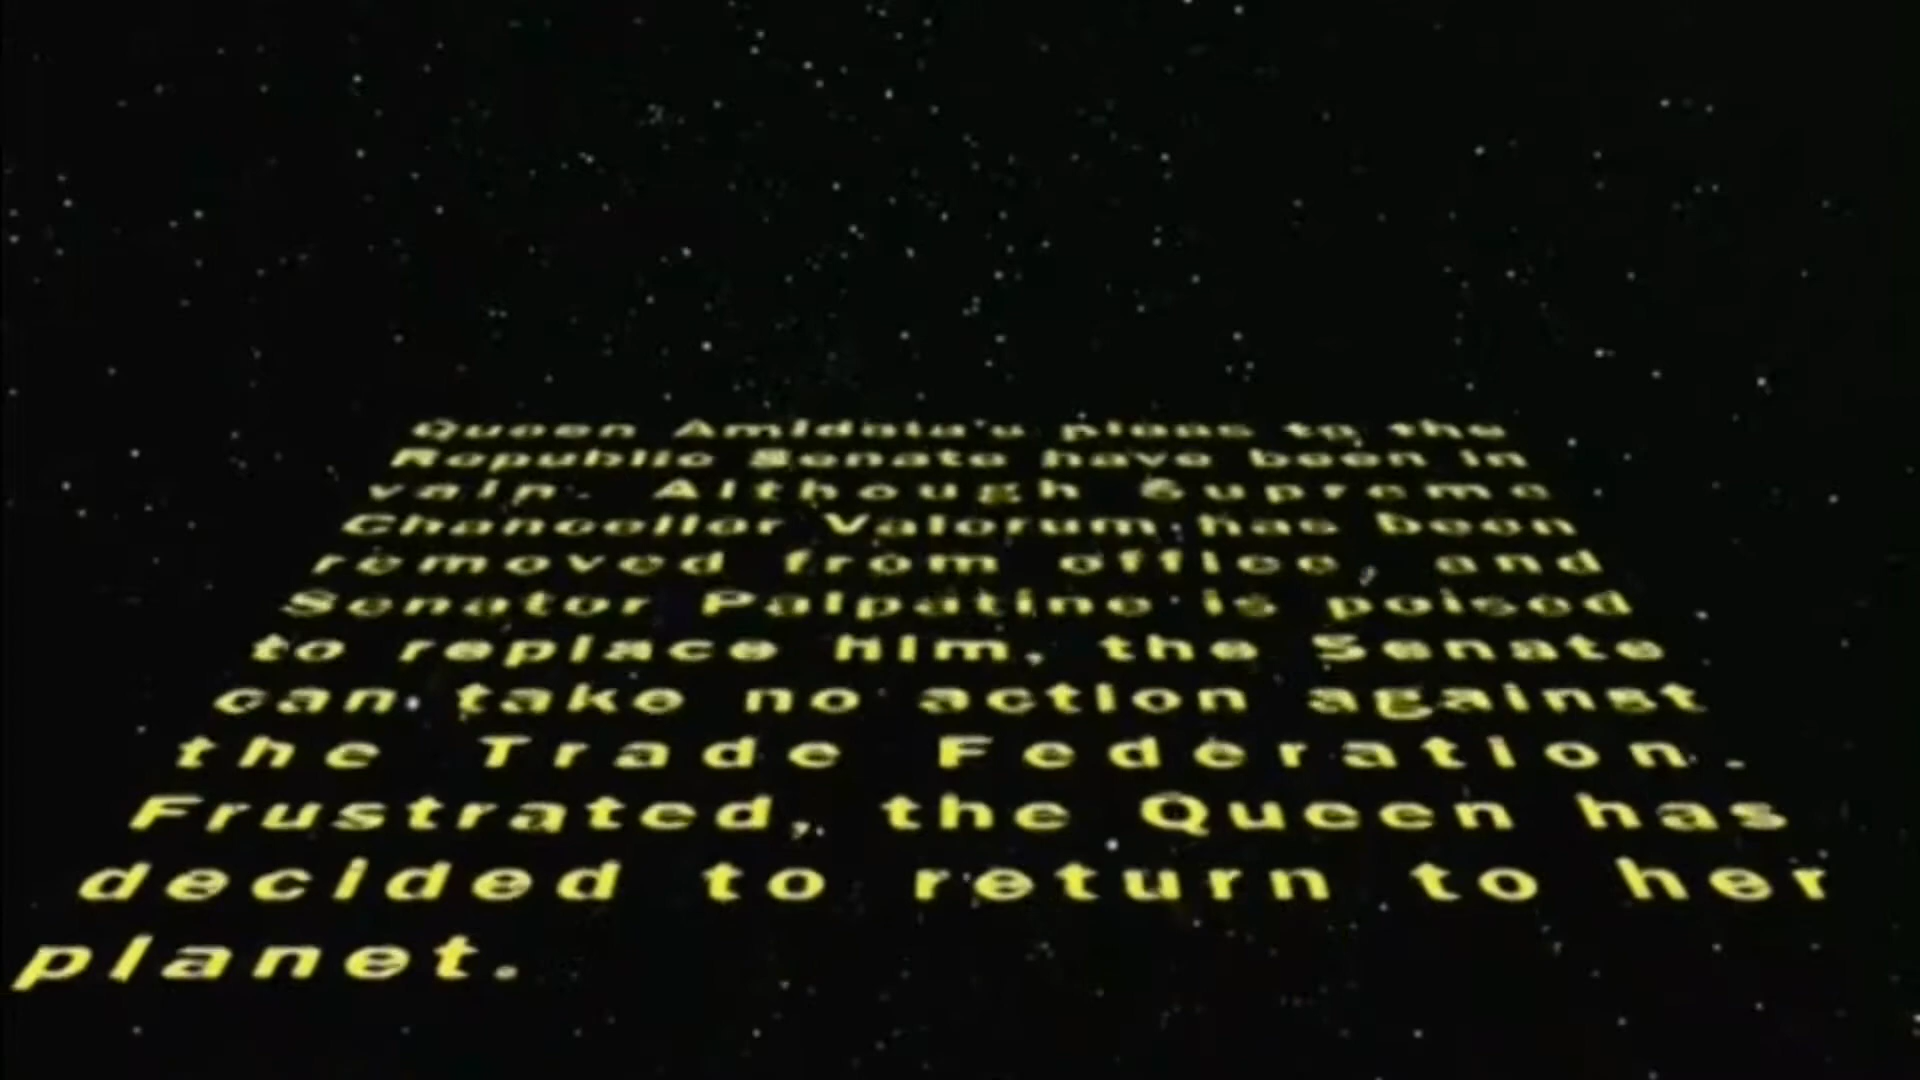 Queen Amidala's pleas to the
Republic Senate have been in
vain. Although Supreme
Chancellor Valorum has been
removed from office and
Senator Palpatine is poised
to replace him, the Senate
can take no action against
the Trade Federation.
Frustrated, the Queen has
decided to return to her
planet.